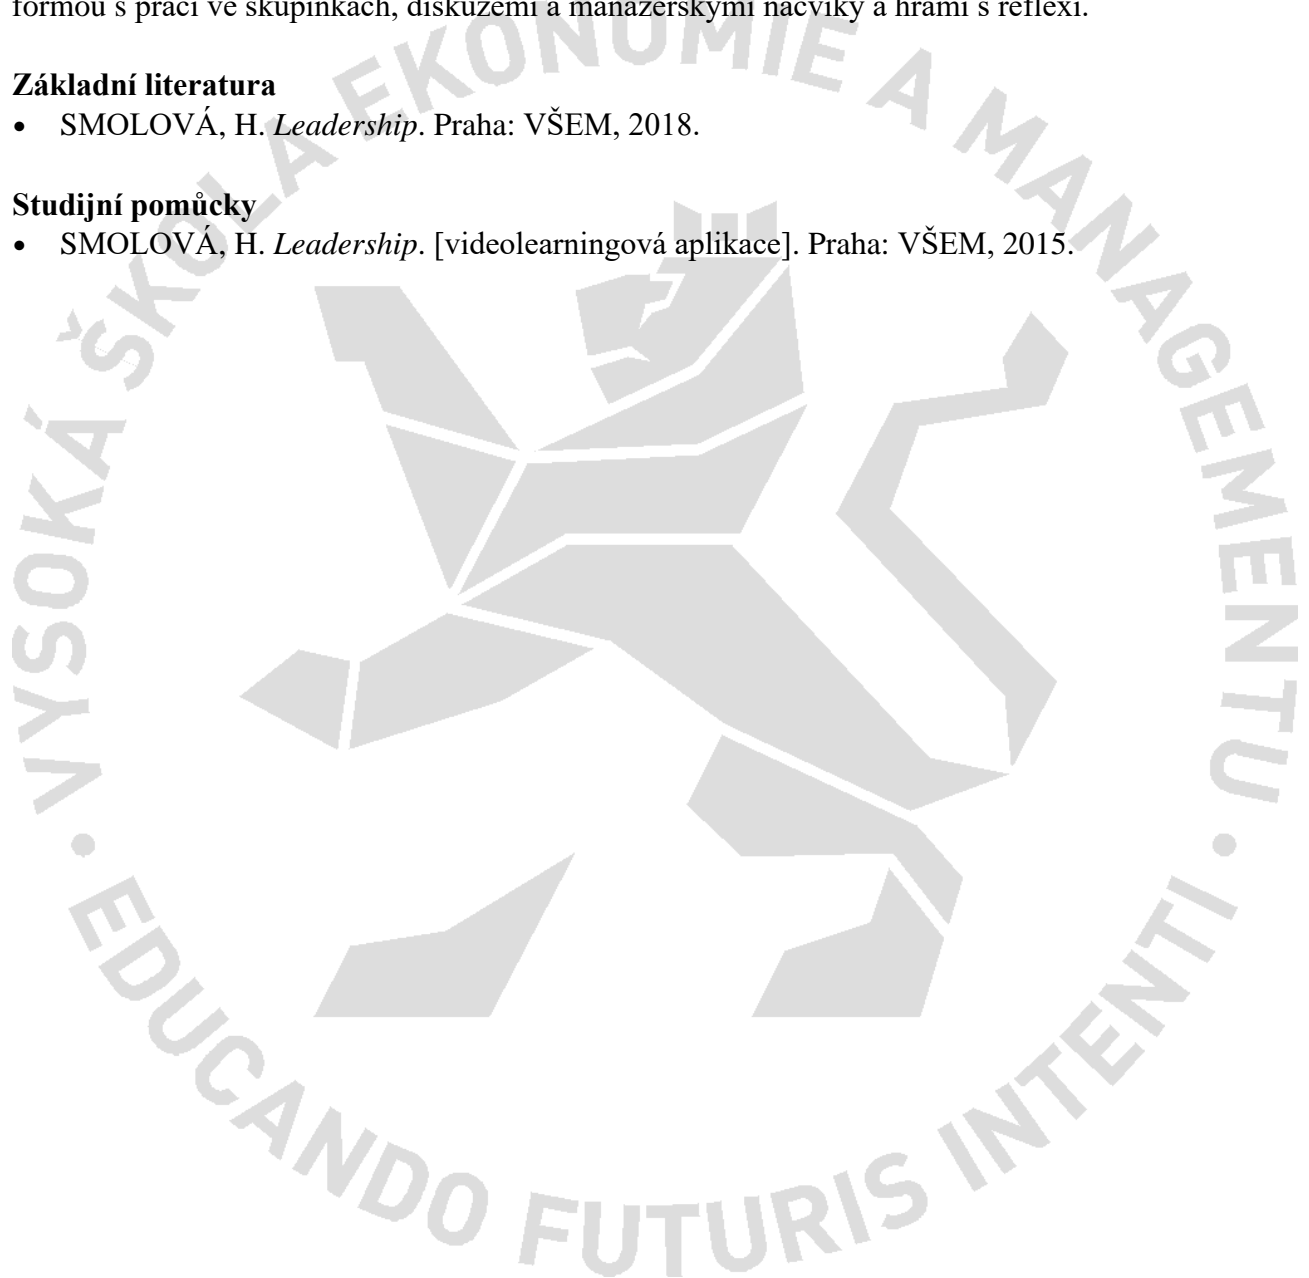 formou s prací ve skupinkách, diskuzemi a manažerskými nácviky a hrami s reflexí.
Základní literatura
• SMOLOVÁ, H. Leadership. Praha: VŠEM, 2018.
Studijní pomůcky
• SMOLOVÁ, H. Leadership. [videolearningová aplikace]. Praha: VŠEM, 2015.
VYSOKÁ ŠKOLA EKONOMIE A MANAGEMENTU
• EDUCANDO FUTURIS INTENTI •